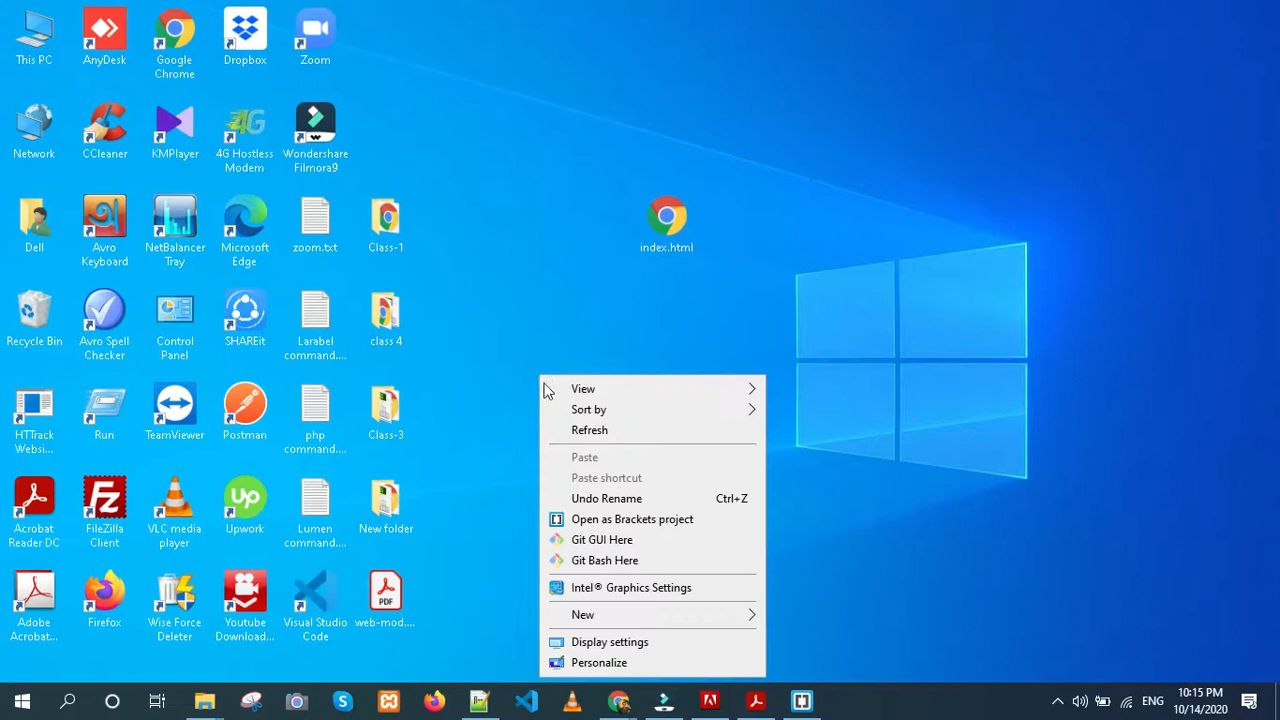 This PC
AnyDesk
Google
Chrome
Dropbox
Zoom
Network
CCleaner
KMPlayer
4G Hostless
Modem
Wondershare
Filmora9
Dell
Avro
Keyboard
NetBalancer
Tray
Microsoft
Edge
zoom.txt
Class-1
index.html
Recycle Bin
Avro Spell
Checker
Control
Panel
SHAREit
Larabel
command....
class 4
HTTrack
Websi...
Run
TeamViewer
Postman
php
command....
Class-3
Acrobat
Reader DC
FileZilla
Client
VLC media
player
Upwork
Lumen
command....
New folder
Adobe
Acrobat...
Firefox
Wise Force
Deleter
Youtube
Download...
Visual Studio
Code
PDF
web-mod....
View
Sort by
Refresh
Paste
Paste shortcut
Undo Rename Ctrl+Z
Open as Brackets project
Git GUI Here
Git Bash Here
Intel® Graphics Settings
New
Display settings
Personalize
ENG
10:15 PM
10/14/2020